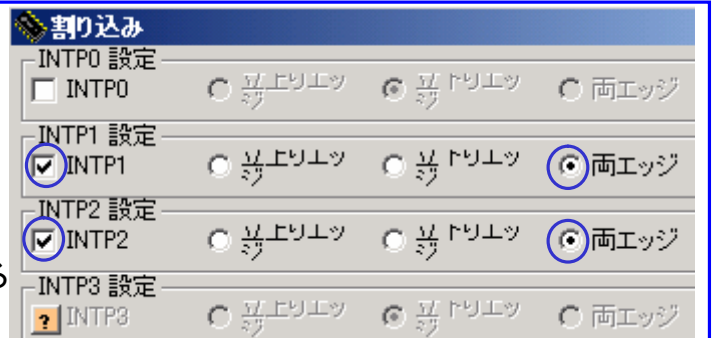 割り込み
INTP0 設定
INTP0 立上りエッジ 立下りエッジ 両エッジ
INTP1 設定
INTP1 立上りエッジ 立下りエッジ 両エッジ
INTP2 設定
INTP2 立上りエッジ 立下りエッジ 両エッジ
る
INTP3 設定
? INTP3 立上りエッジ 立下りエッジ 両エッジ